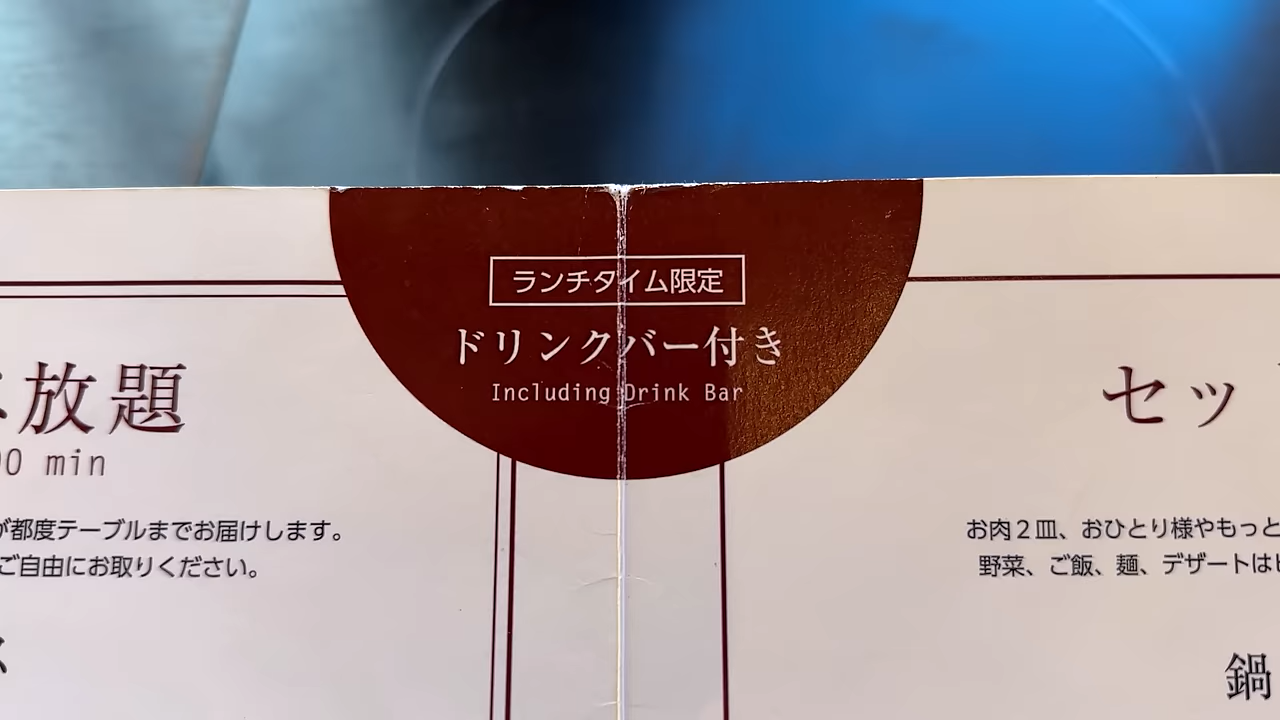 ランチタイム限定
ドリンクバー付き
Including Drink Bar
放題
min
が都度テーブルまでお届けします。
ご自由にお取りください。
セッ
お肉２皿、おひとり様やもっと
野菜、ご飯、麺、デザートは
鍋